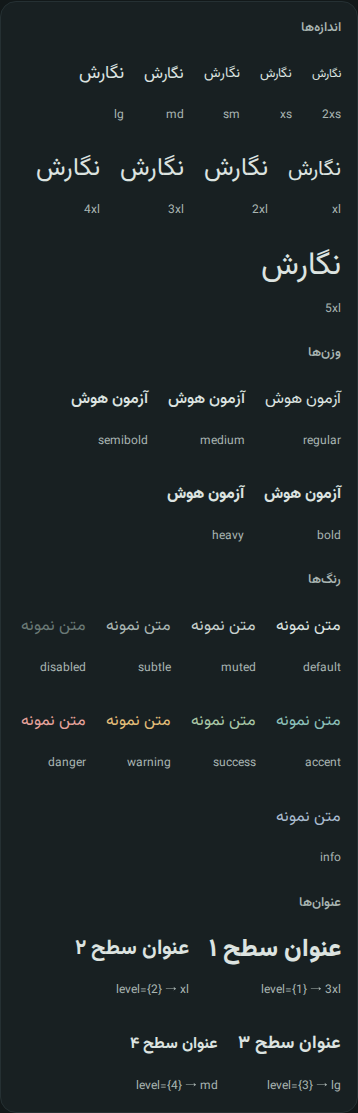 اندازه‌ها
نگارش نگارش نگارش نگارش نگارش
2xs xs sm md lg
نگارش نگارش نگارش نگارش
xl 2xl 3xl 4xl
نگارش
5xl
وزن‌ها
آزمون هوش آزمون هوش آزمون هوش
regular medium semibold
آزمون هوش آزمون هوش
bold heavy
رنگ‌ها
متن نمونه متن نمونه متن نمونه متن نمونه
default muted subtle disabled
متن نمونه متن نمونه متن نمونه متن نمونه
accent success warning danger
متن نمونه
info
عنوان‌ها
عنوان سطح ۱ عنوان سطح ۲
level={1} → 3xl level={2} → xl
عنوان سطح ۳ عنوان سطح ۴
level={3} → lg level={4} → md